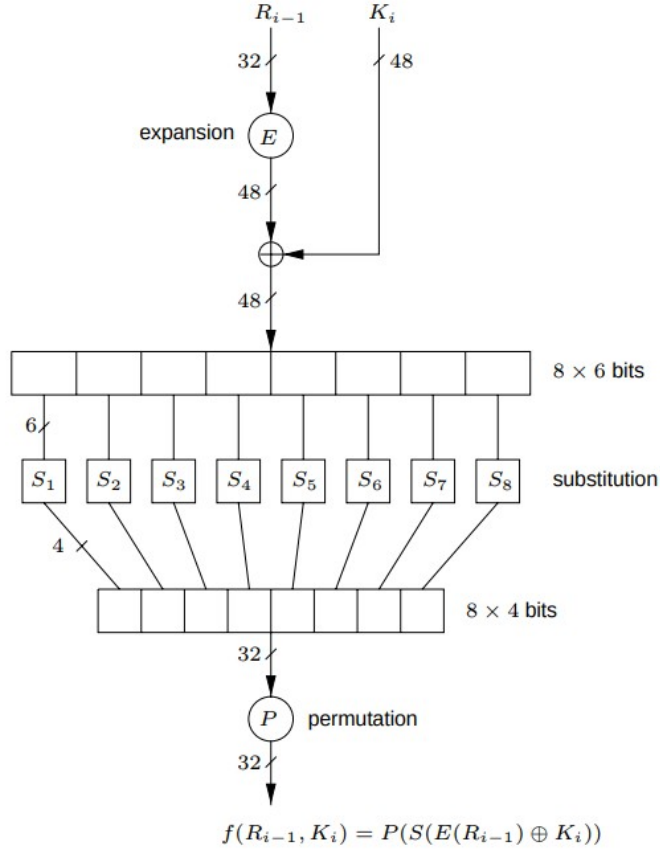 R_{i−1} K_i
32 48
expansion E
48
⊕
48
8 × 6 bits
6
S_1 S_2 S_3 S_4 S_5 S_6 S_7 S_8 substitution
4
8 × 4 bits
32
P permutation
32
f(R_{i−1}, K_i) = P(S(E(R_{i−1}) ⊕ K_i))